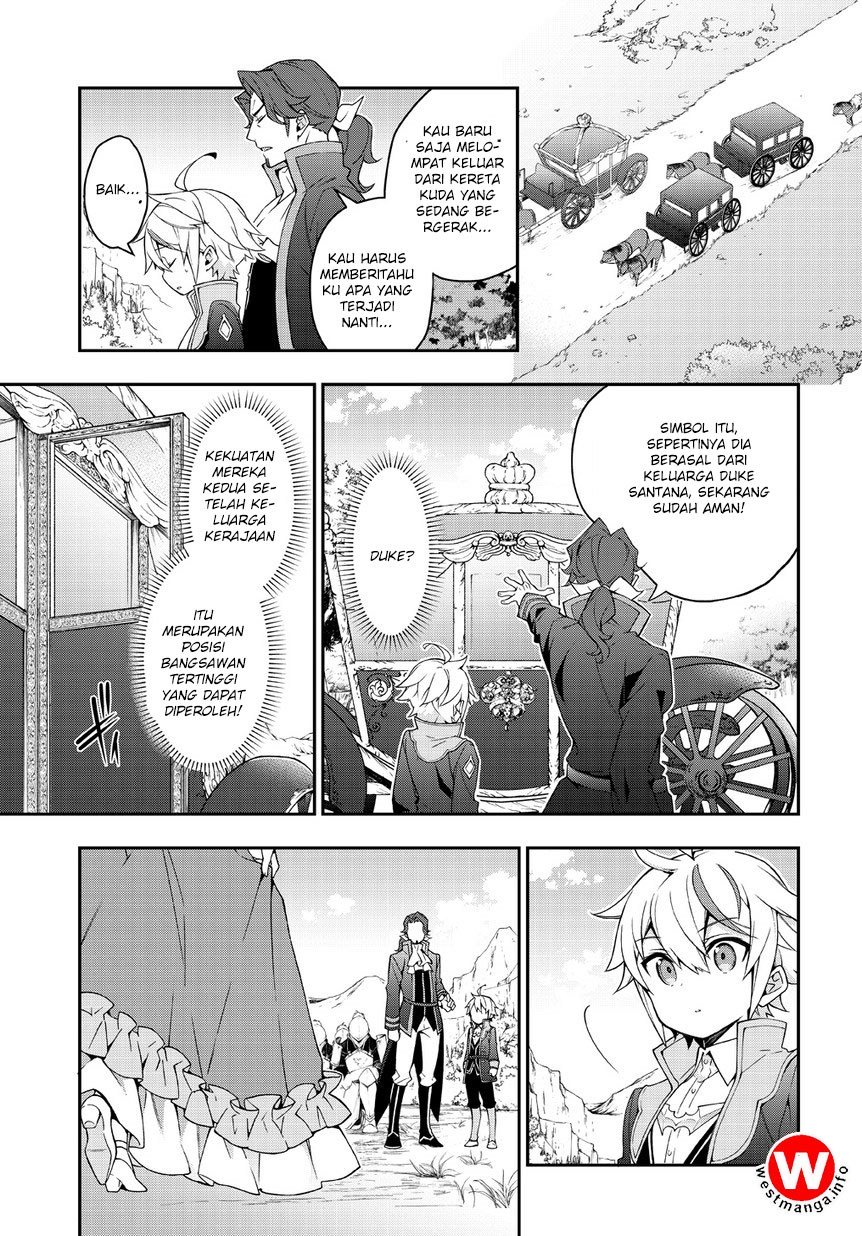 KAU BARU
SAJA MELO-
MPAT KELUAR
DARI KERETA
KUDA YANG
SEDANG BE-
RGERAK...
KAU HARUS
MEMBERITAHU
KU APA YANG
TERJADI
NANTI...
BAIK...
SIMBOL ITU,
SEPERTINYA DIA
BERASAL DARI
KELUARGA DUKE
SANTANA, SEKARANG
SUDAH AMAN!
DUKE?
KEKUATAN
MEREKA
KEDUA SE-
TELAH KE-
LUARGA
KERAJAAN
ITU
MERUPAKAN
POSISI
BANGSAWAN
TERTINGGI
YANG DAPAT
DIPEROLEH!
W
westmanga.info